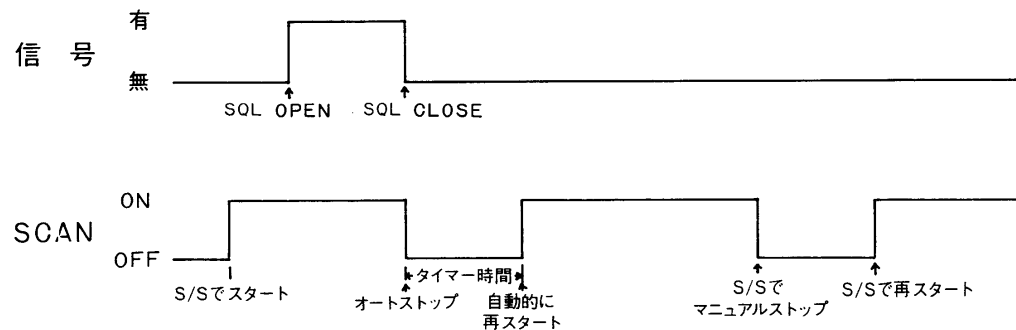 有
信 号
無
SQL OPEN
SQL CLOSE
ON
SCAN
OFF
タイマー時間
S/Sでスタート
オートストップ
自動的に
再スタート
S/Sで
マニュアルストップ
S/Sで再スタート